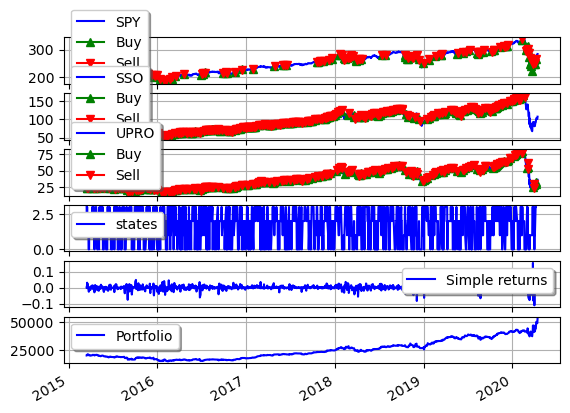 SPY
Buy
Sell
300
200
SSO
Buy
Sell
150
100
50
UPRO
Buy
Sell
75
50
25
states
2.5
0.0
Simple returns
0.1
0.0
−0.1
Portfolio
50000
25000
2015 2016 2017 2018 2019 2020